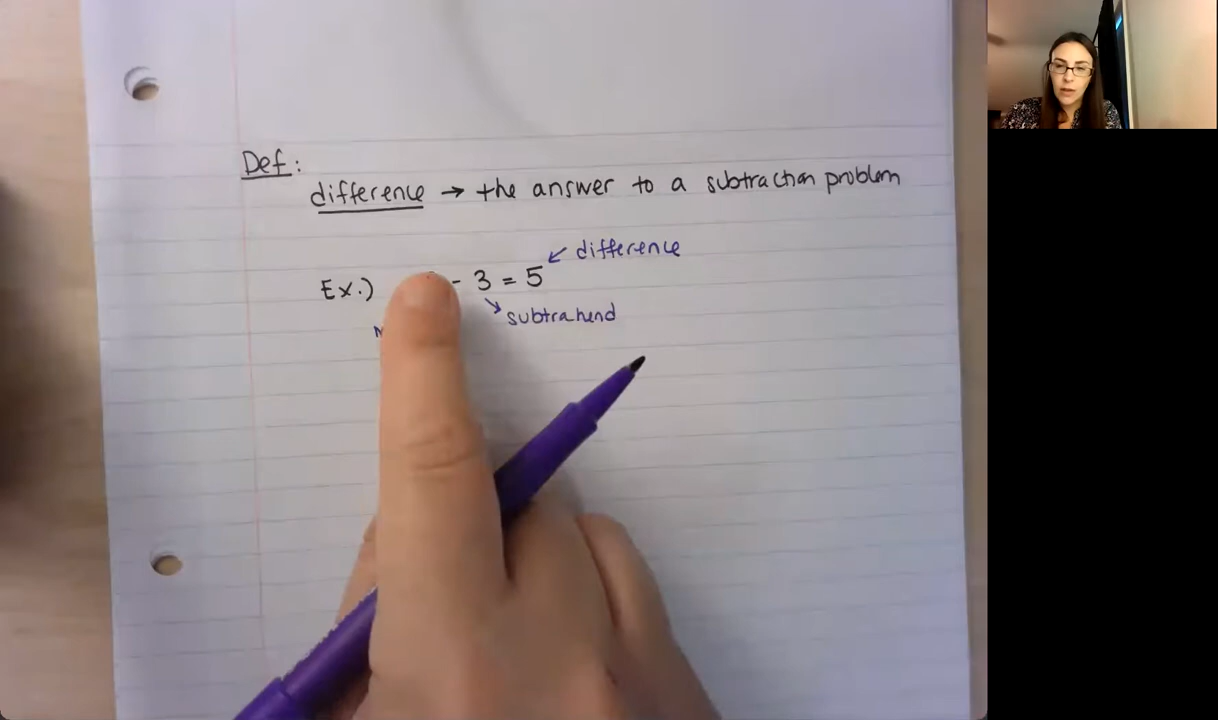 Def:
difference → the answer to a subtraction problem
↙ difference
Ex.) - 3 = 5
↘ subtrahend